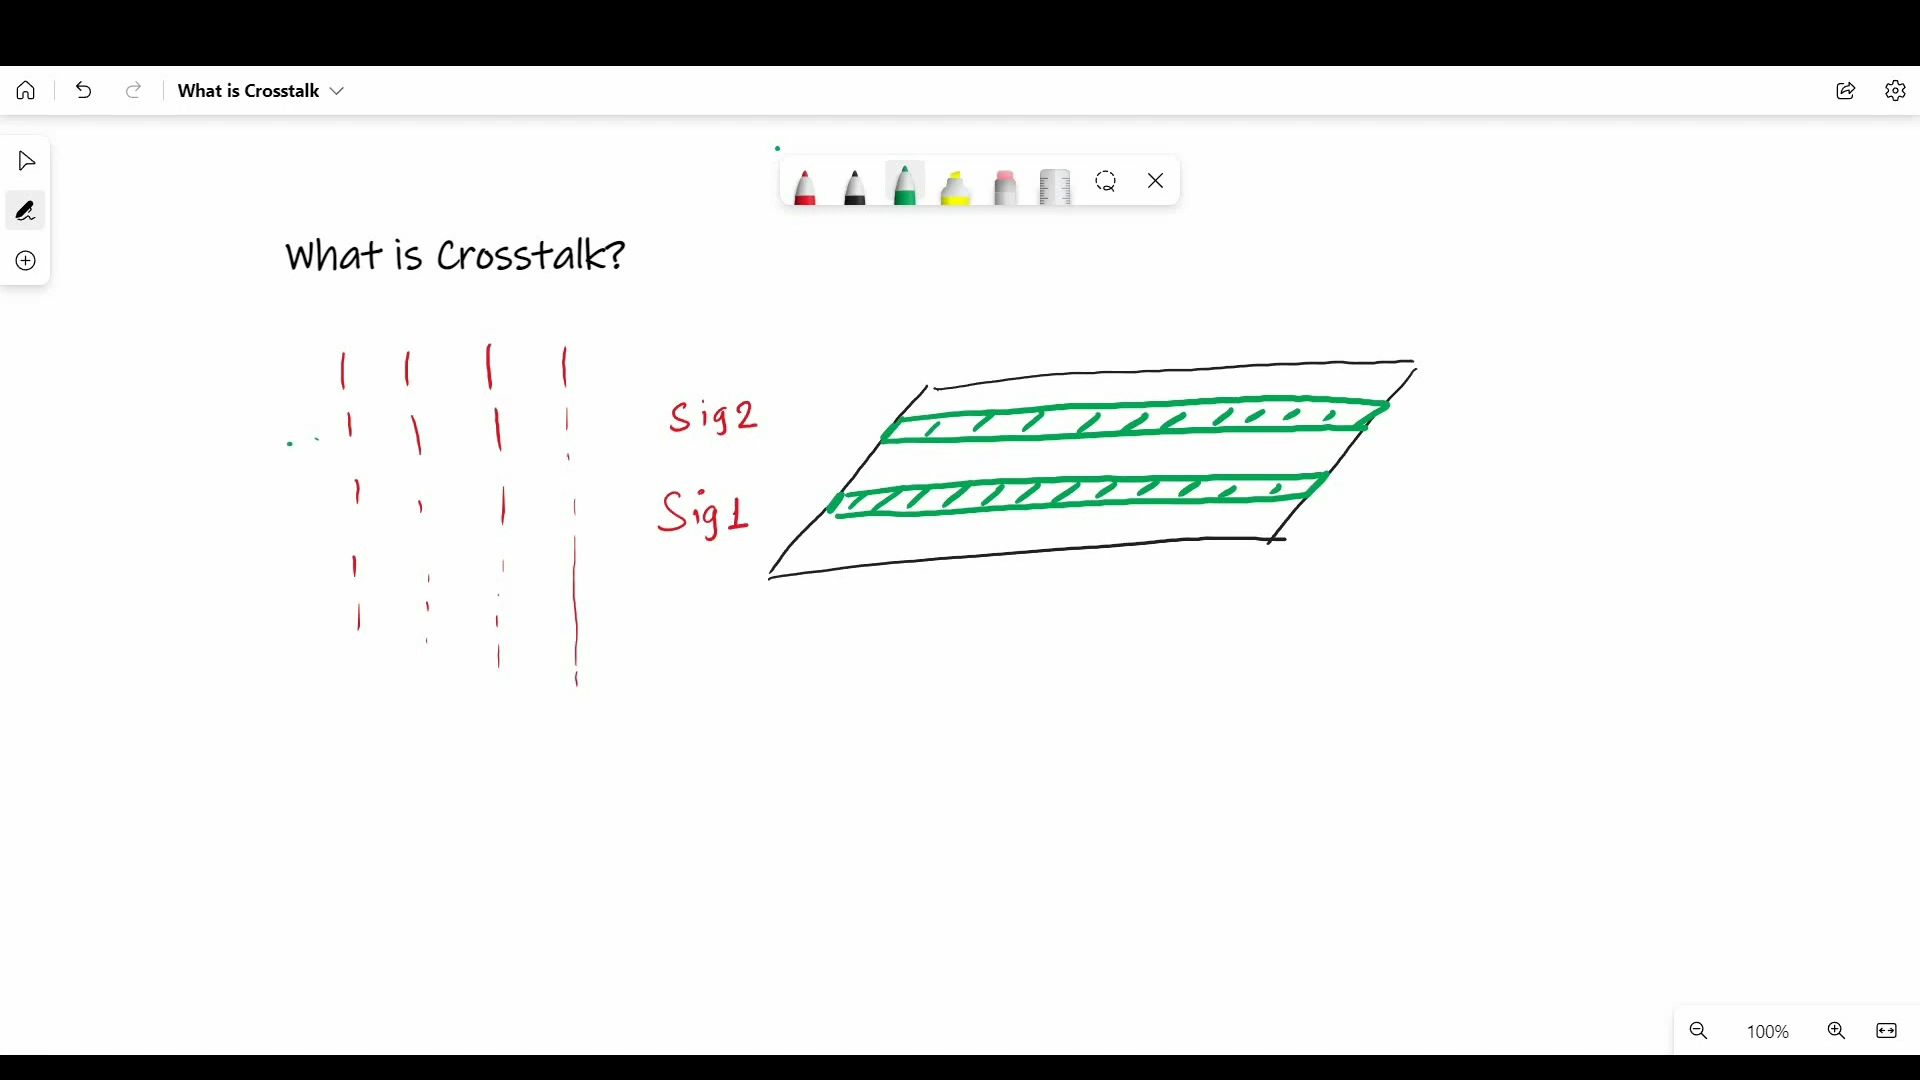 What is Crosstalk
What is Crosstalk?
Sig2
Sig1
100%